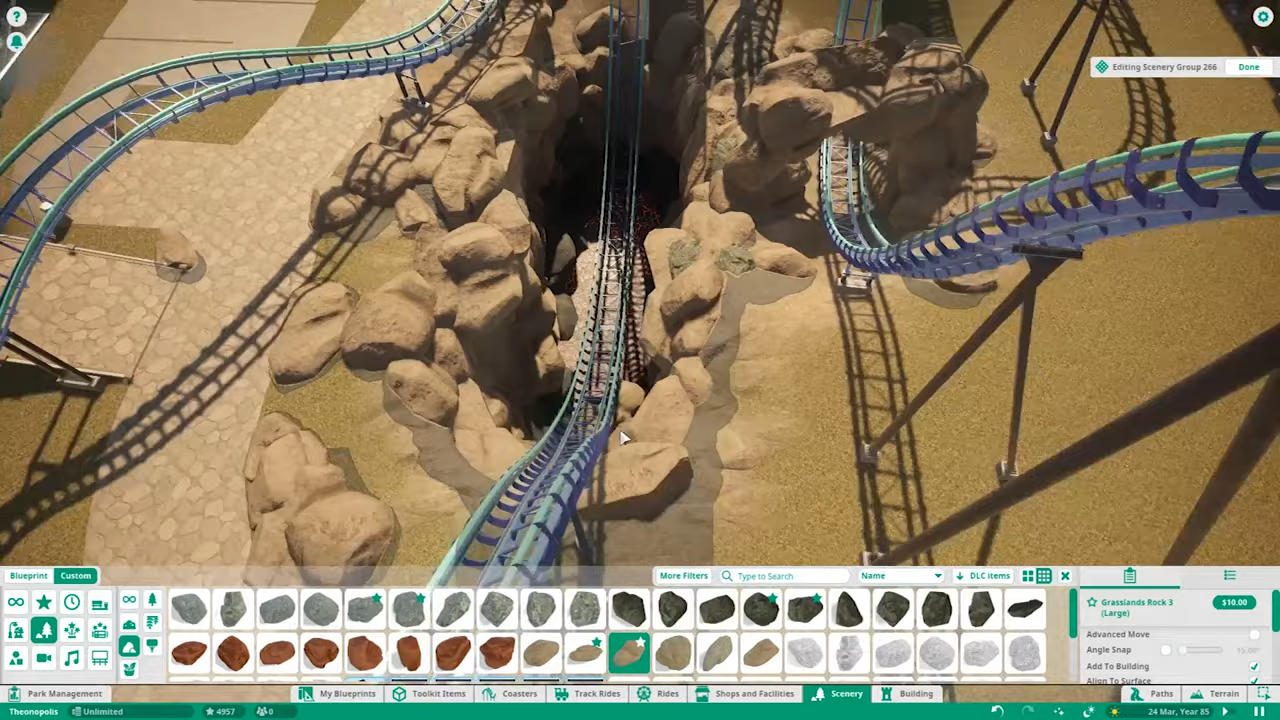 Editing Scenery Group 266
Done
Blueprint
Custom
More Filters
Type to Search
Name
DLC items
Grasslands Rock 3 (Large)
$10.00
Advanced Move
Angle Snap
15.00°
Add To Building
Align To Surface
Park Management
My Blueprints
Toolkit Items
Coasters
Track Rides
Rides
Shops and Facilities
Scenery
Building
Paths
Terrain
Theonopolis
Unlimited
4957
0
24 Mar, Year 85